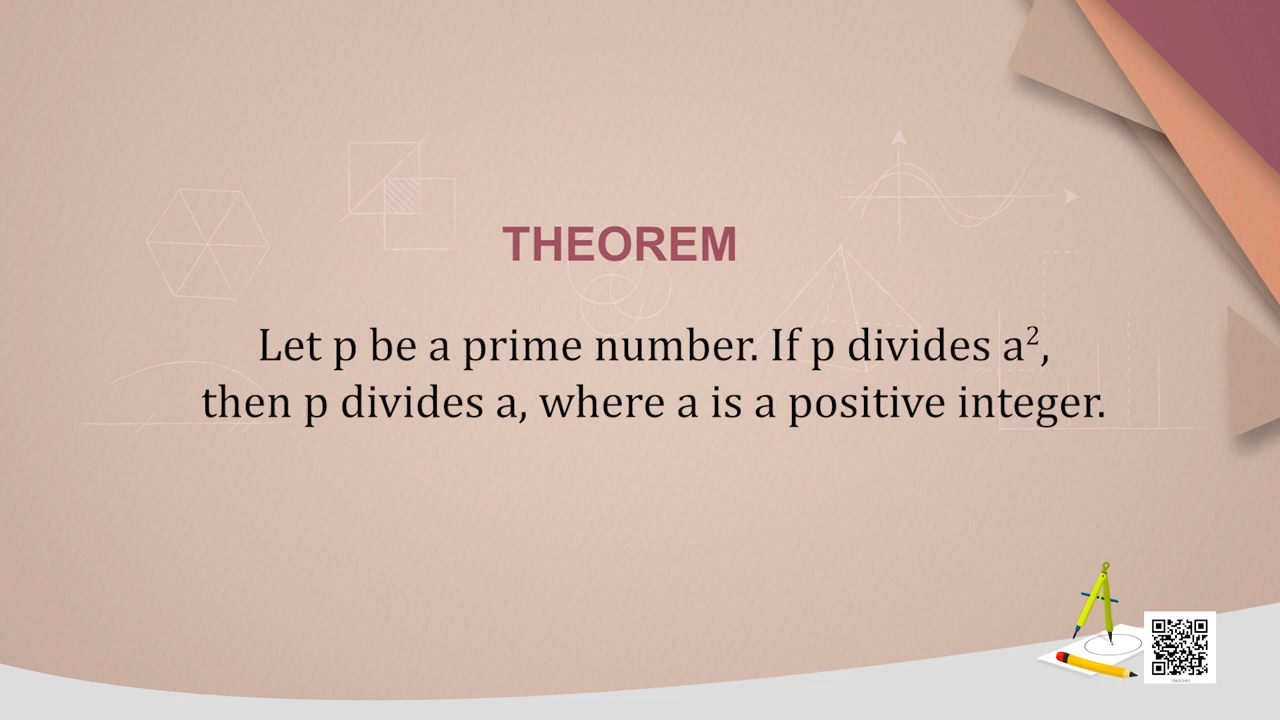 THEOREM
Let p be a prime number. If p divides a²,
then p divides a, where a is a positive integer.